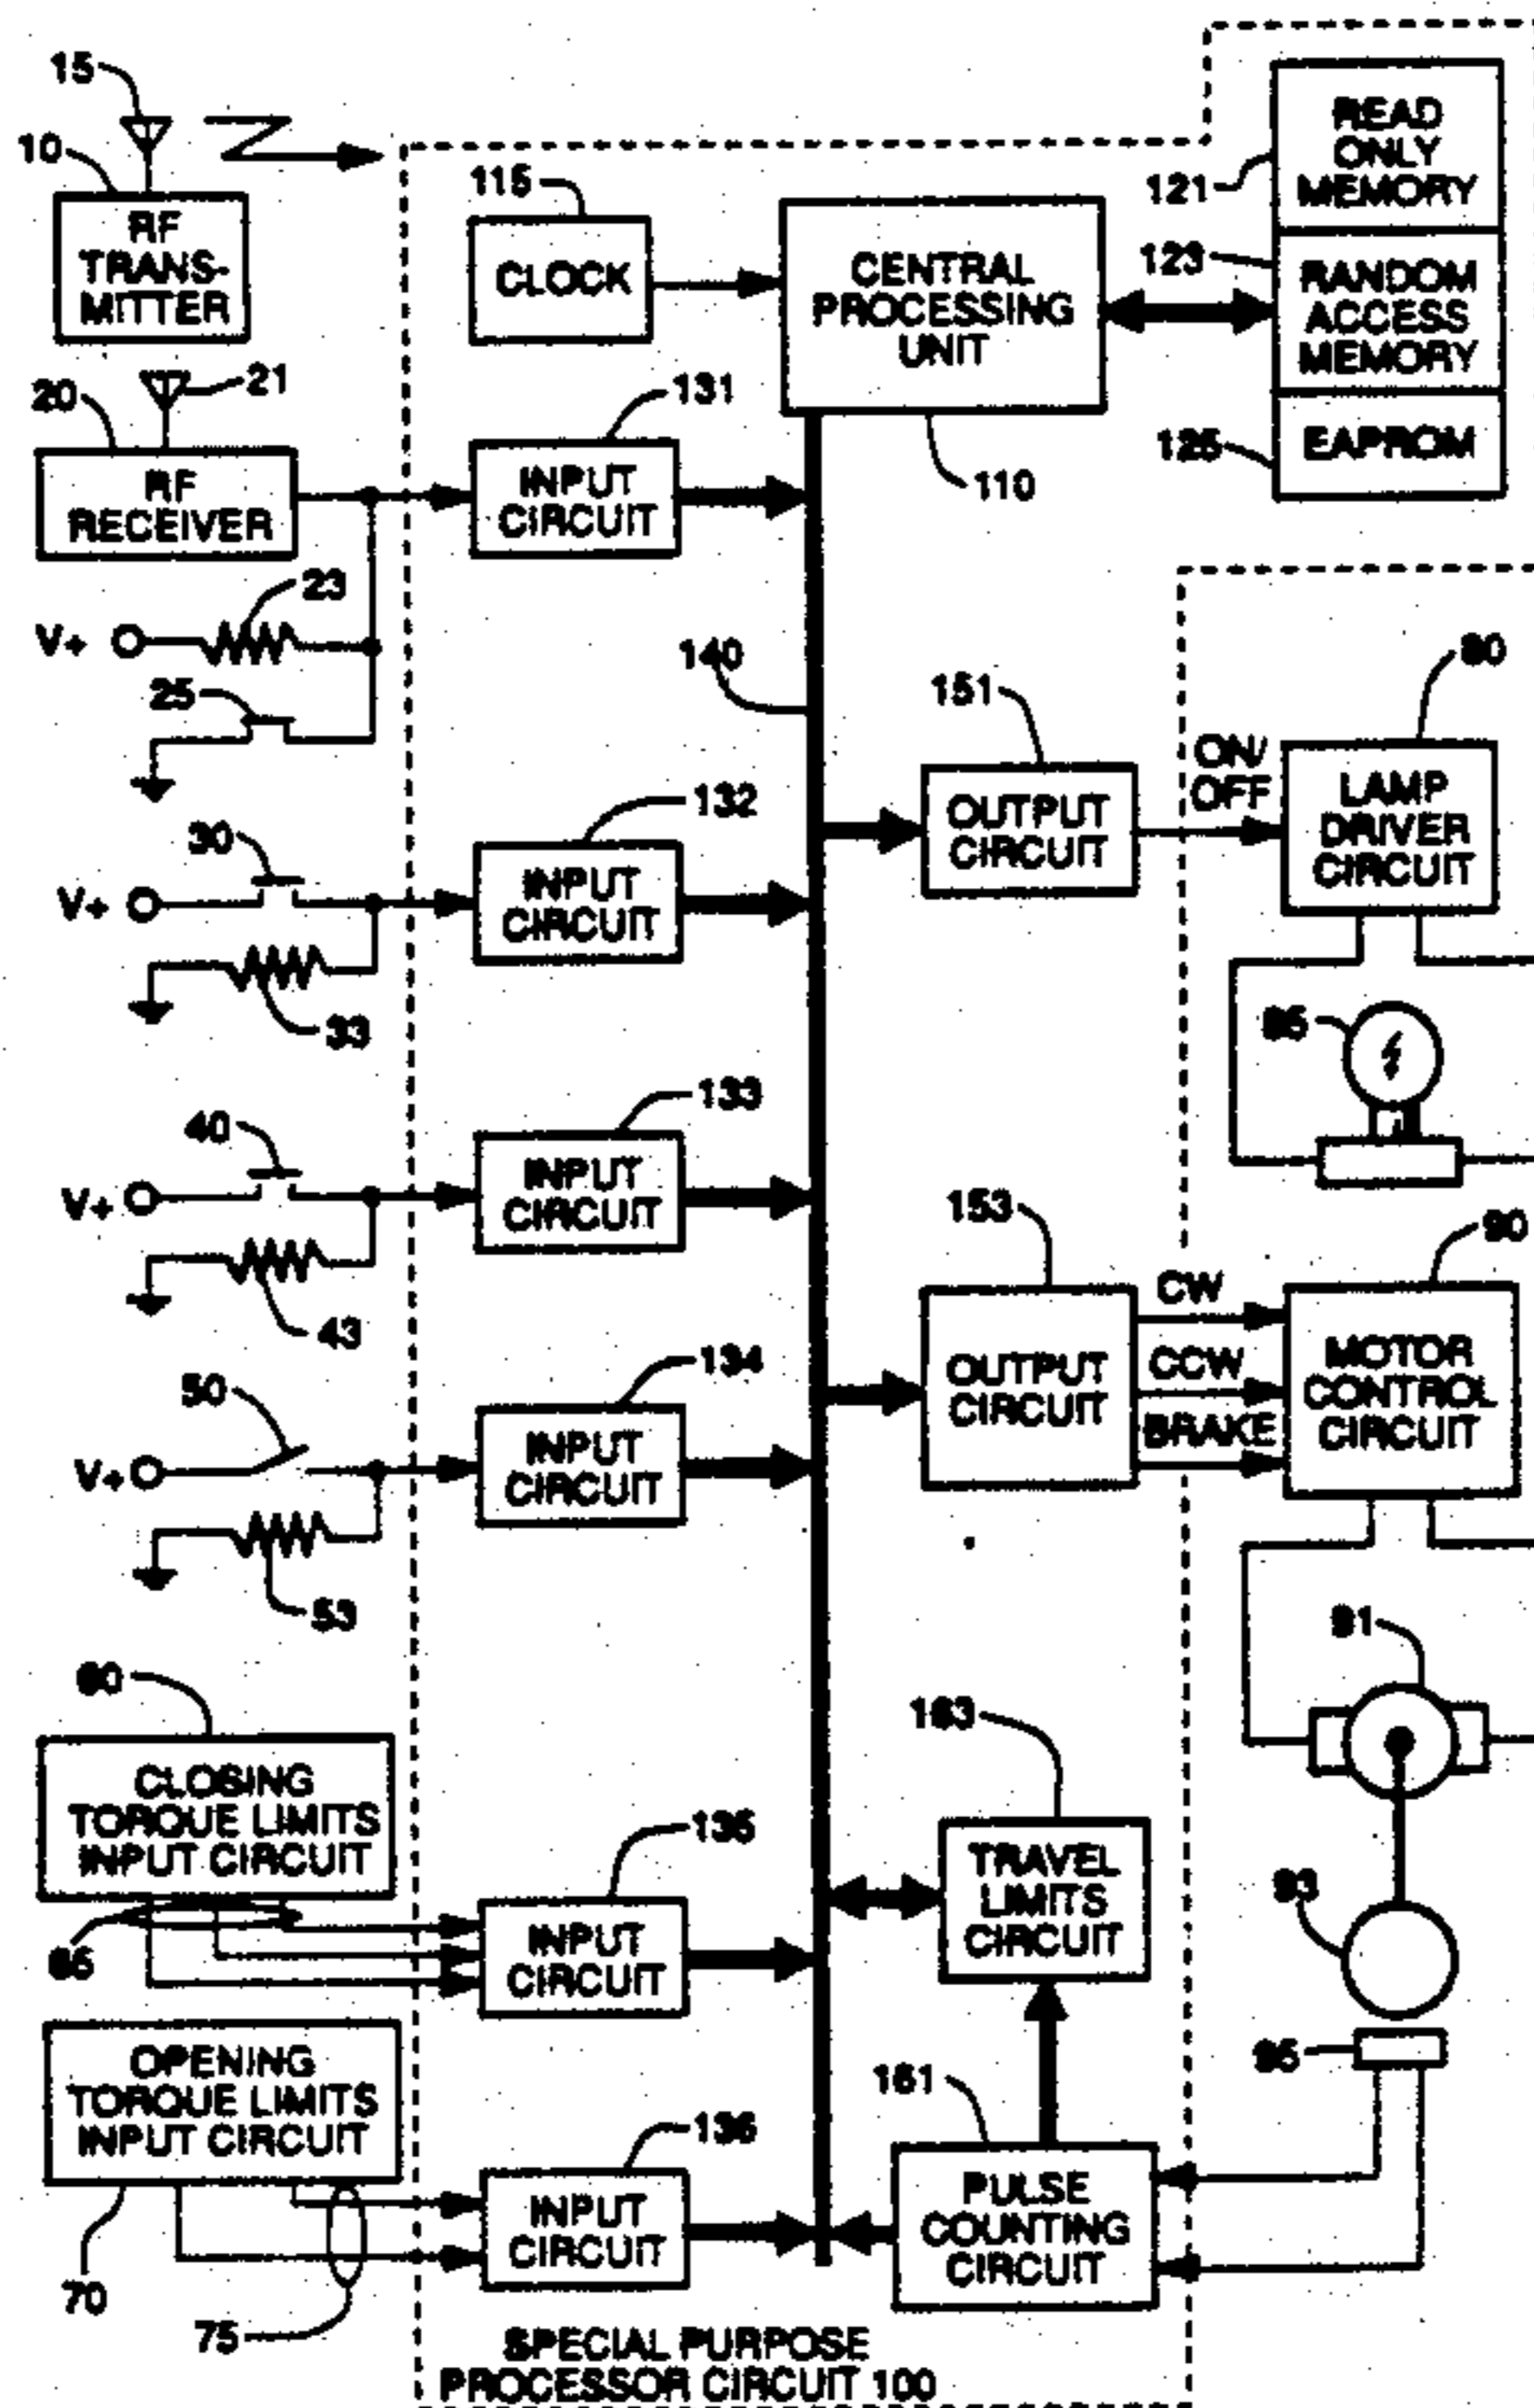 15
10
RF
TRANS-
MITTER
115
CLOCK
CENTRAL
PROCESSING
UNIT
110
READ
ONLY
MEMORY
121
123
RANDOM
ACCESS
MEMORY
125
EAPROM
20
21
RF
RECEIVER
131
INPUT
CIRCUIT
23
V+
25
140
151
OUTPUT
CIRCUIT
ON/
OFF
80
LAMP
DRIVER
CIRCUIT
85
30
V+
33
132
INPUT
CIRCUIT
40
V+
43
133
INPUT
CIRCUIT
153
OUTPUT
CIRCUIT
CW
CCW
BRAKE
90
MOTOR
CONTROL
CIRCUIT
50
V+
53
134
INPUT
CIRCUIT
91
93
95
60
CLOSING
TORQUE LIMITS
INPUT CIRCUIT
65
135
INPUT
CIRCUIT
163
TRAVEL
LIMITS
CIRCUIT
OPENING
TORQUE LIMITS
INPUT CIRCUIT
70
75
136
INPUT
CIRCUIT
161
PULSE
COUNTING
CIRCUIT
SPECIAL PURPOSE
PROCESSOR CIRCUIT 100